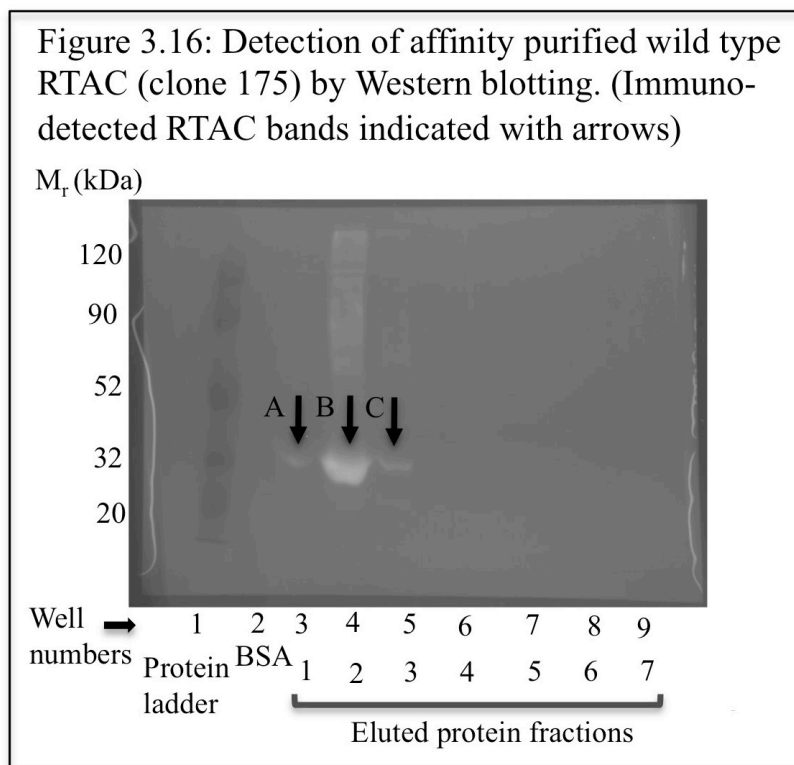 Figure 3.16: Detection of affinity purified wild type
RTAC (clone 175) by Western blotting. (Immuno-
detected RTAC bands indicated with arrows)
Mr (kDa)
120
90
52
32
20
A B C
Well numbers
1 2 3 4 5 6 7 8 9
Protein ladder
BSA
1 2 3 4 5 6 7
Eluted protein fractions